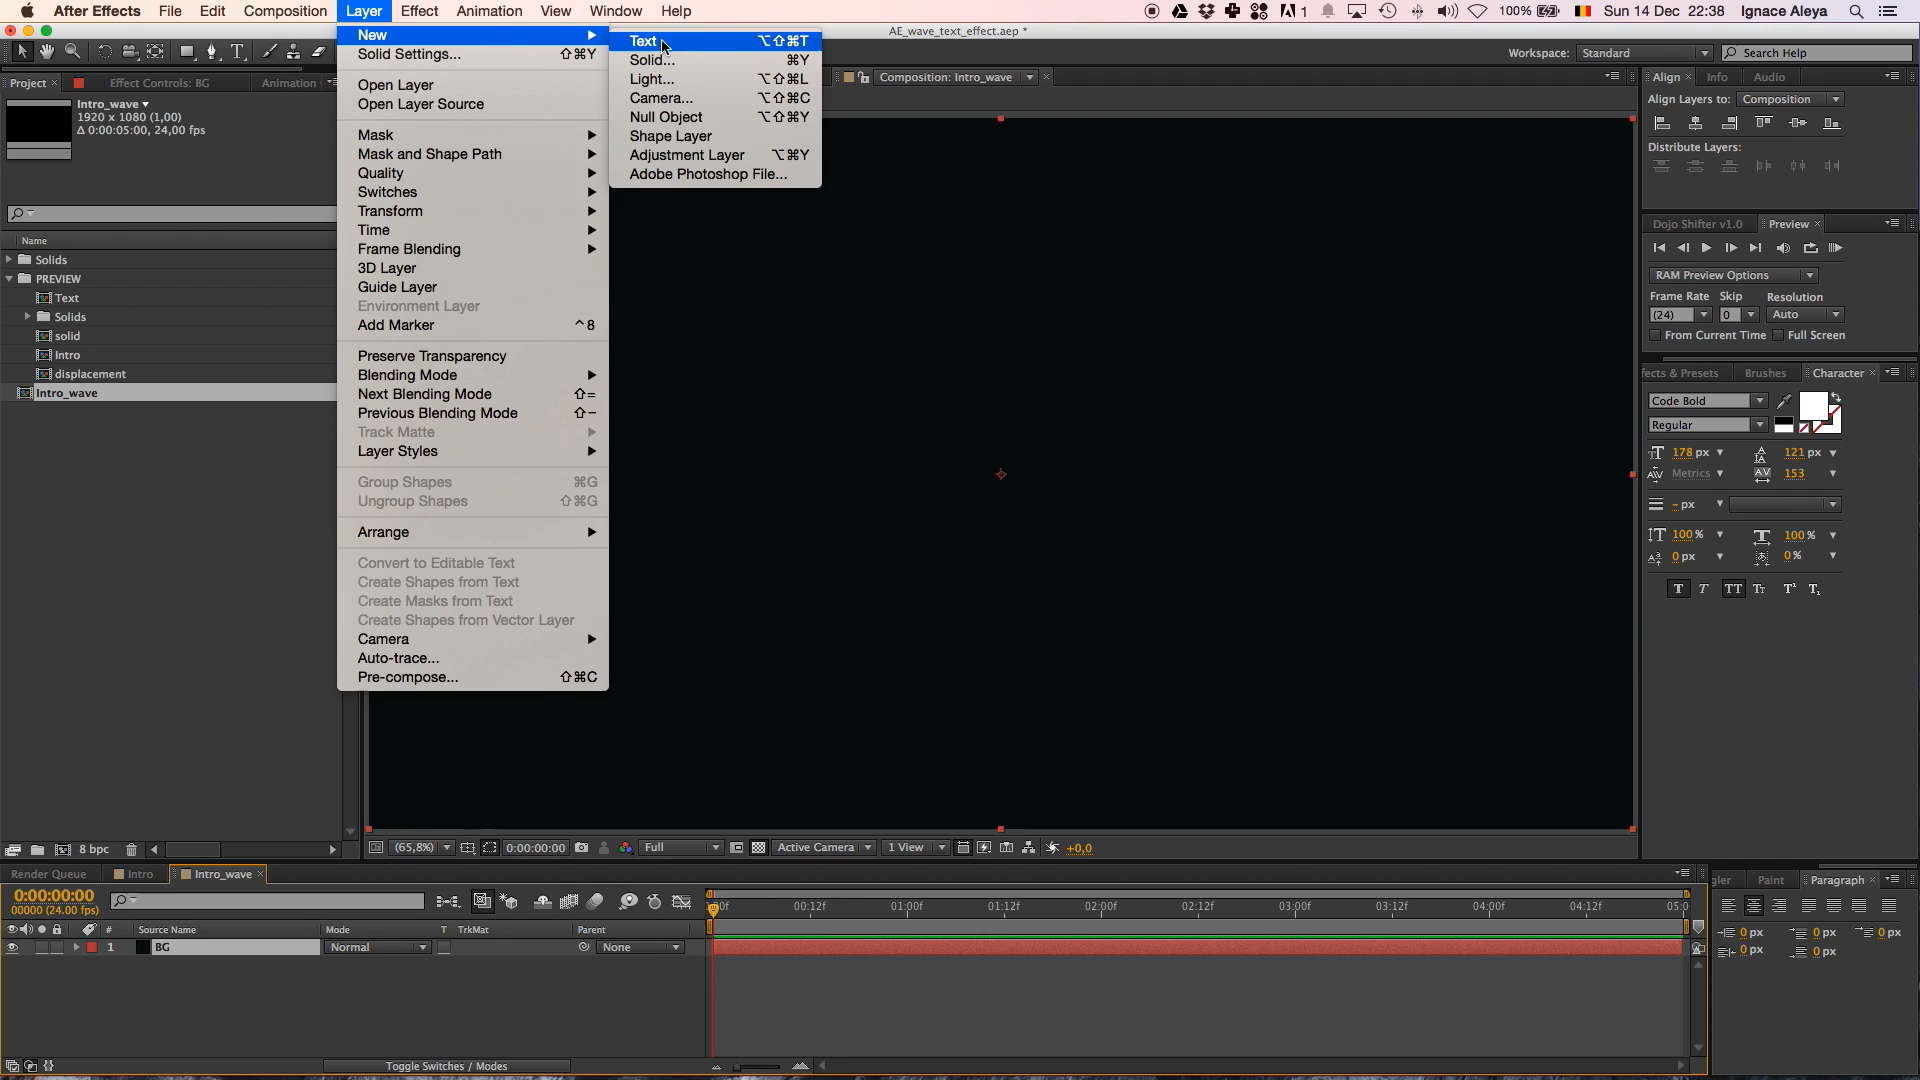 After Effects File Edit Composition Layer Effect Animation View Window Help 1 100% Sun 14 Dec 22:38 Ignace Aleya
AE_wave_text_effect.aep *
Workspace: Standard Search Help
New
Solid Settings... ⇧⌘Y
Open Layer
Open Layer Source
Mask
Mask and Shape Path
Quality
Switches
Transform
Time
Frame Blending
3D Layer
Guide Layer
Environment Layer
Add Marker ^8
Preserve Transparency
Blending Mode
Next Blending Mode ⇧=
Previous Blending Mode ⇧-
Track Matte
Layer Styles
Group Shapes ⌘G
Ungroup Shapes ⇧⌘G
Arrange
Convert to Editable Text
Create Shapes from Text
Create Masks from Text
Create Shapes from Vector Layer
Camera
Auto-trace...
Pre-compose... ⇧⌘C
Text ⌥⇧⌘T
Solid... ⌘Y
Light... ⌥⇧⌘L
Camera... ⌥⇧⌘C
Null Object ⌥⇧⌘Y
Shape Layer
Adjustment Layer ⌥⌘Y
Adobe Photoshop File...
Project Effect Controls: BG Animation
Intro_wave
1920 x 1080 (1,00)
Δ 0:00:05:00, 24,00 fps
Name
Solids
PREVIEW
Text
Solids
solid
Intro
displacement
Intro_wave
8 bpc
Composition: Intro_wave
(65,8%) 0:00:00:00 Full Active Camera 1 View +0,0
Align Info Audio
Align Layers to: Composition
Distribute Layers:
Dojo Shifter v1.0 Preview
RAM Preview Options
Frame Rate Skip Resolution
(24) 0 Auto
From Current Time Full Screen
fects & Presets Brushes Character
Code Bold
Regular
178 px 121 px
Metrics 153
- px
100% 100%
0 px 0%
T T TT Tt T¹ T₁
Render Queue Intro Intro_wave
0:00:00:00
00000 (24.00 fps)
00f 00:12f 01:00f 01:12f 02:00f 02:12f 03:00f 03:12f 04:00f 04:12f 05:0
# Source Name Mode T TrkMat Parent
1 BG Normal None
Toggle Switches / Modes
gler Paint Paragraph
0 px 0 px 0 px
0 px 0 px